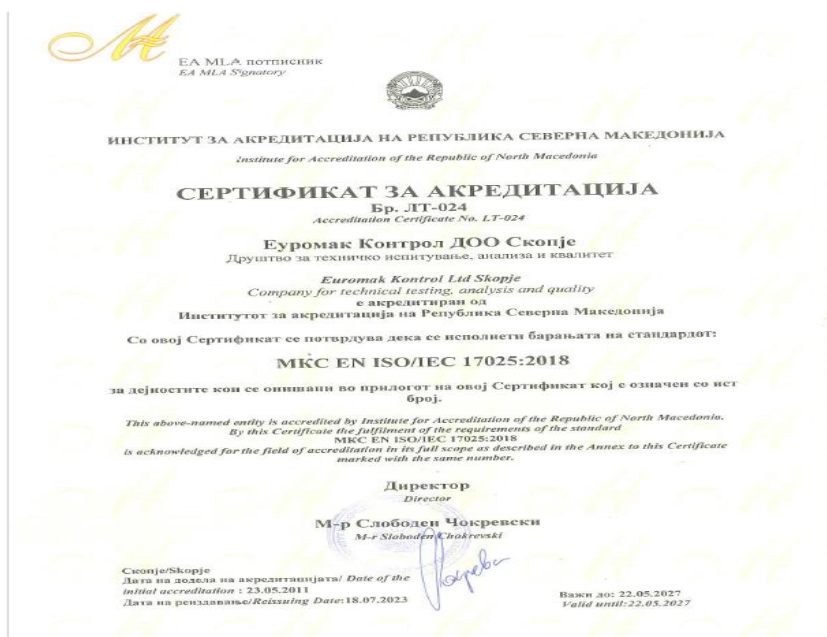 ЕА MLA потписник
EA MLA Signatory
ИНСТИТУТ ЗА АКРЕДИТАЦИЈА НА РЕПУБЛИКА СЕВЕРНА МАКЕДОНИЈА
Institute for Accreditation of the Republic of North Macedonia
СЕРТИФИКАТ ЗА АКРЕДИТАЦИЈА
Бр. ЛТ-024
Accreditation Certificate No. LT-024
Еуромак Контрол ДОО Скопје
Друштво за техничко испитување, анализа и квалитет
Euromak Kontrol Ltd Skopje
Company for technical testing, analysis and quality
е акредитиран од
Институтот за акредитација на Република Северна Македонија
Со овој Сертификат се потврдува дека се исполнети барањата на стандардот:
МКС EN ISO/IEC 17025:2018
за дејностите кои се опишани во прилогот на овој Сертификат кој е означен со ист
број.
This above-named entity is accredited by Institute for Accreditation of the Republic of North Macedonia.
By this Certificate the fulfilment of the requirements of the standard
МКС EN ISO/IEC 17025:2018
is acknowledged for the field of accreditation in its full scope as described in the Annex to this Certificate
marked with the same number.
Директор
Director
М-р Слободен Чокревски
M-r Sloboden Chokrevski
Скопје/Skopje
Дата на додела на акредитацијата/ Date of the
initial accreditation : 23.05.2011
Дата на реиздавање/Reissuing Date:18.07.2023
Важи до: 22.05.2027
Valid until:22.05.2027